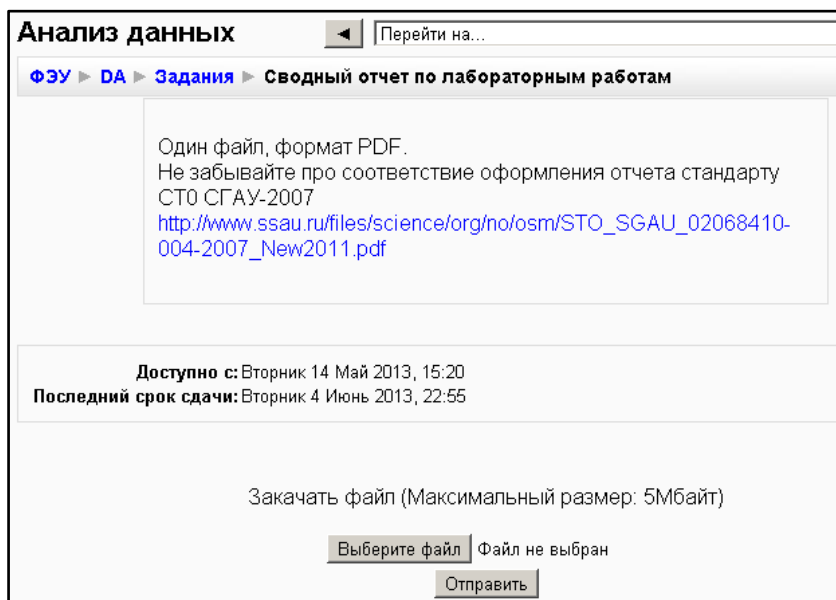 Анализ данных
◄ Перейти на...
ФЭУ ► DA ► Задания ► Сводный отчет по лабораторным работам
Один файл, формат PDF.
Не забывайте про соответствие оформления отчета стандарту
СТО СГАУ-2007
http://www.ssau.ru/files/science/org/no/osm/STO_SGAU_02068410-
004-2007_New2011.pdf
Доступно с: Вторник 14 Май 2013, 15:20
Последний срок сдачи: Вторник 4 Июнь 2013, 22:55
Закачать файл (Максимальный размер: 5Мбайт)
Выберите файл Файл не выбран
Отправить